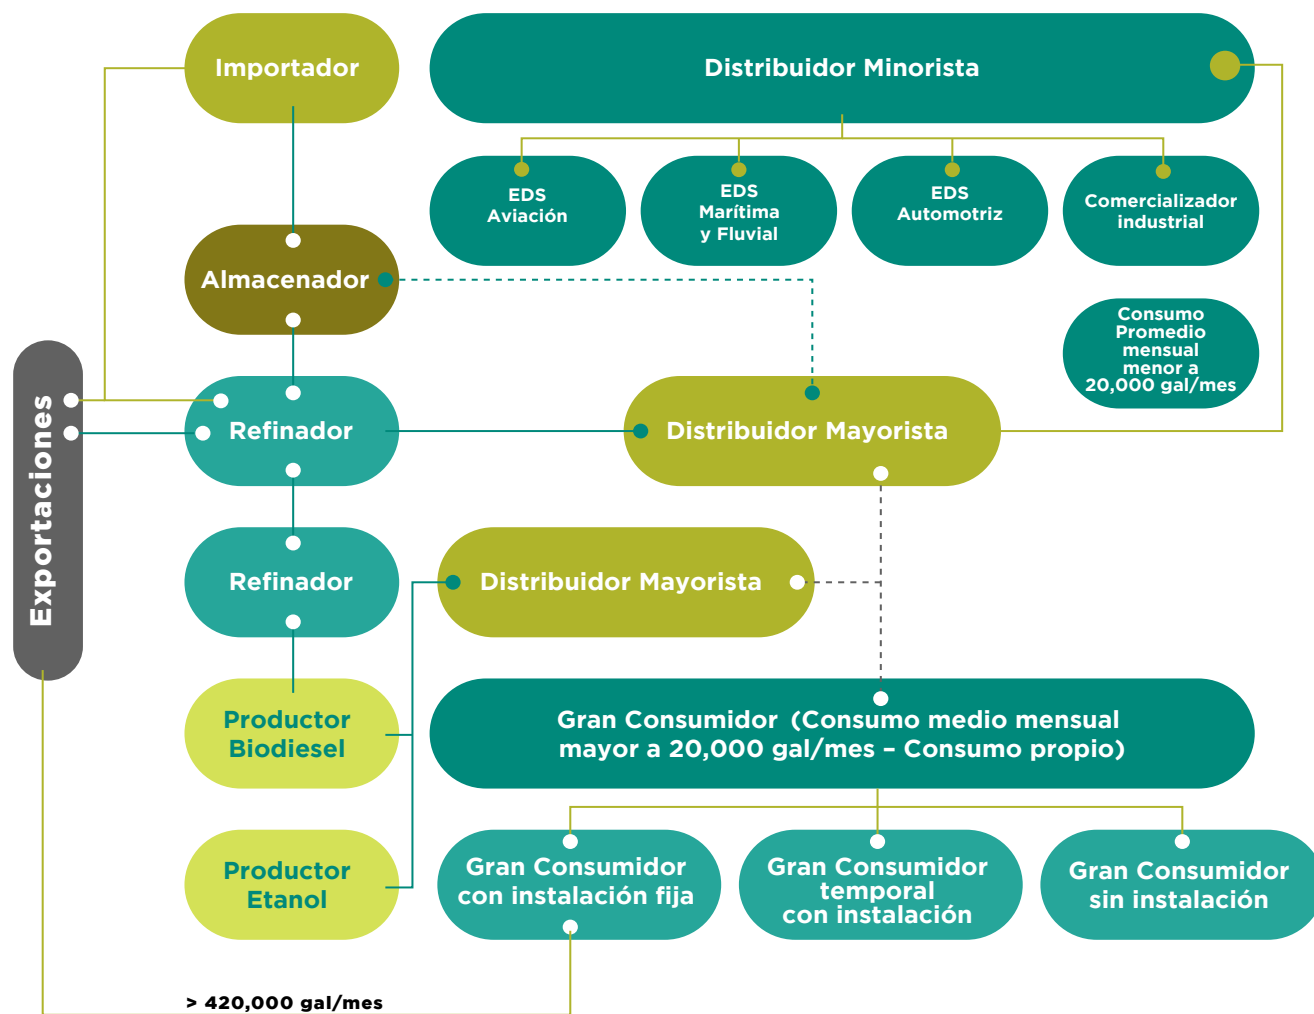 Importador
Distribuidor Minorista
EDS
Aviación
EDS
Marítima
y Fluvial
EDS
Automotriz
Comercializador
industrial
Almacenador
Consumo
Promedio
mensual
menor a
20,000 gal/mes
Exportaciones
Refinador
Distribuidor Mayorista
Refinador
Distribuidor Mayorista
Productor
Biodiesel
Gran Consumidor (Consumo medio mensual
mayor a 20,000 gal/mes – Consumo propio)
Productor
Etanol
Gran Consumidor
con instalación fija
Gran Consumidor
temporal
con instalación
Gran Consumidor
sin instalación
> 420,000 gal/mes